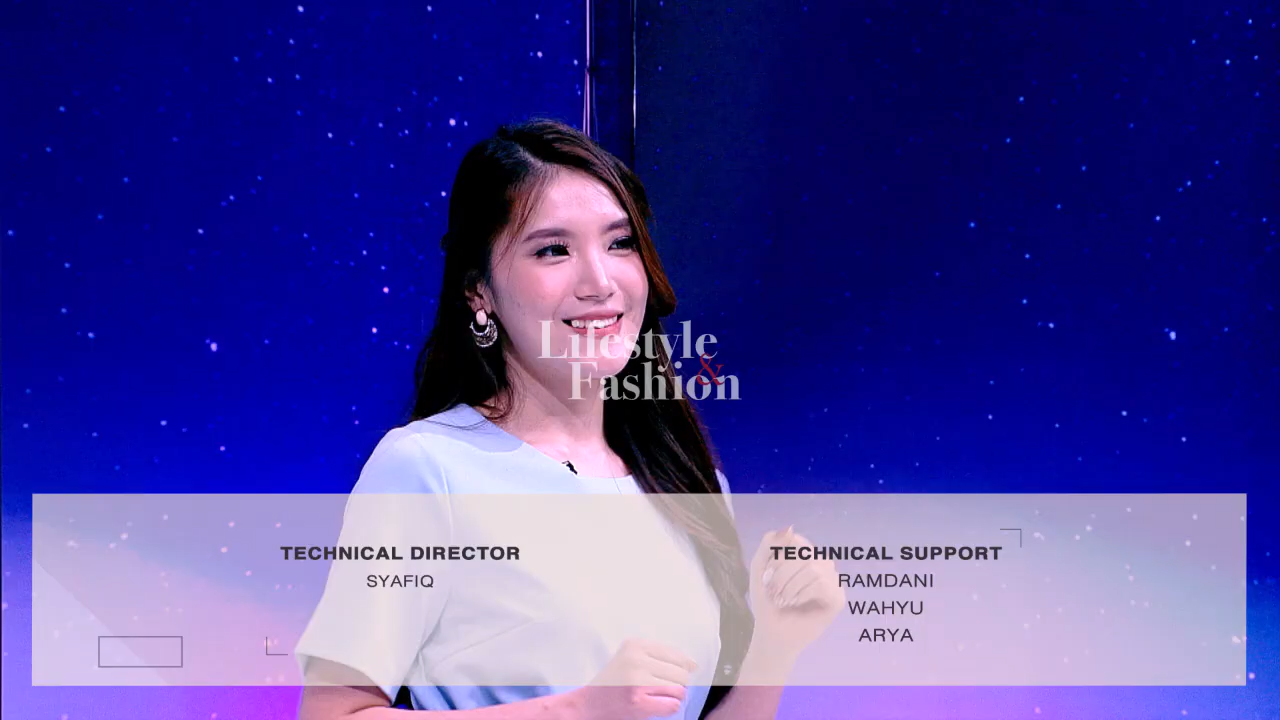 Lifestyle
&
Fashion
TECHNICAL DIRECTOR
SYAFIQ
TECHNICAL SUPPORT
RAMDANI
WAHYU
ARYA